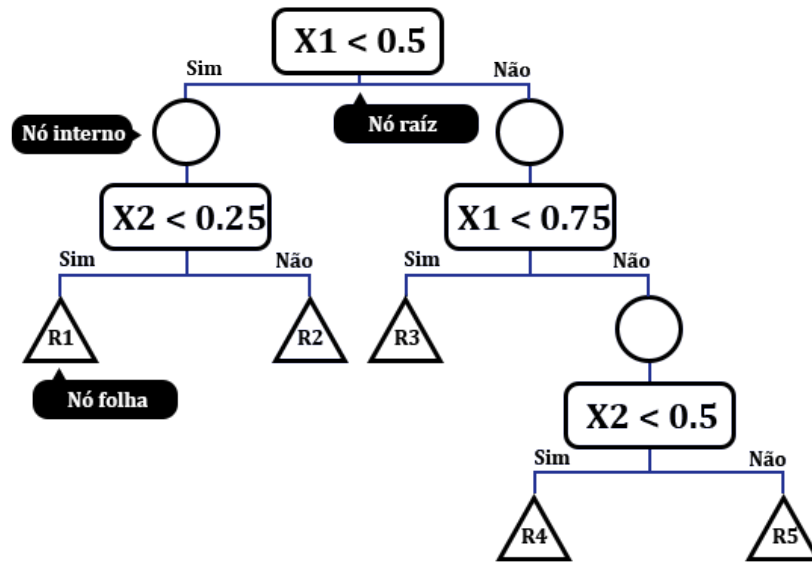 X1 < 0.5
Sim
Não
Nó interno
Nó raíz
X2 < 0.25
X1 < 0.75
Sim
Não
Sim
Não
R1
R2
R3
Nó folha
X2 < 0.5
Sim
Não
R4
R5